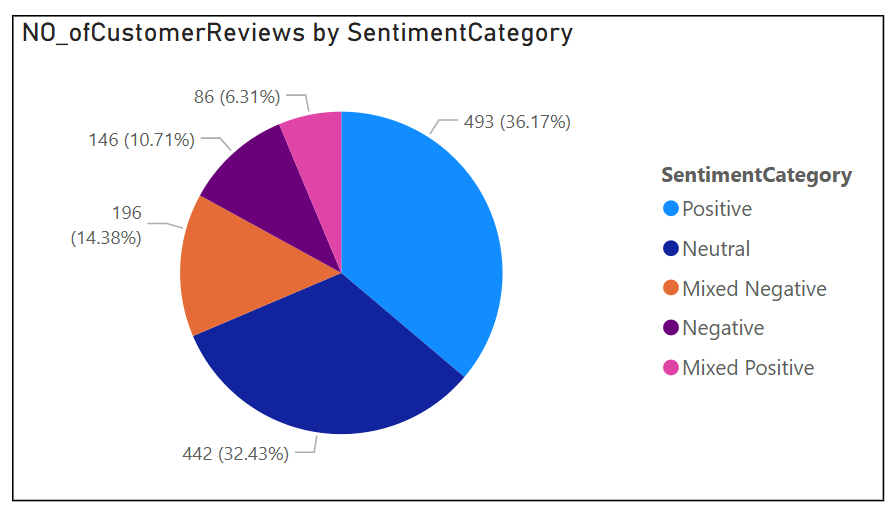 NO_ofCustomerReviews by SentimentCategory
86 (6.31%)
493 (36.17%)
146 (10.71%)
196
(14.38%)
442 (32.43%)
SentimentCategory
Positive
Neutral
Mixed Negative
Negative
Mixed Positive